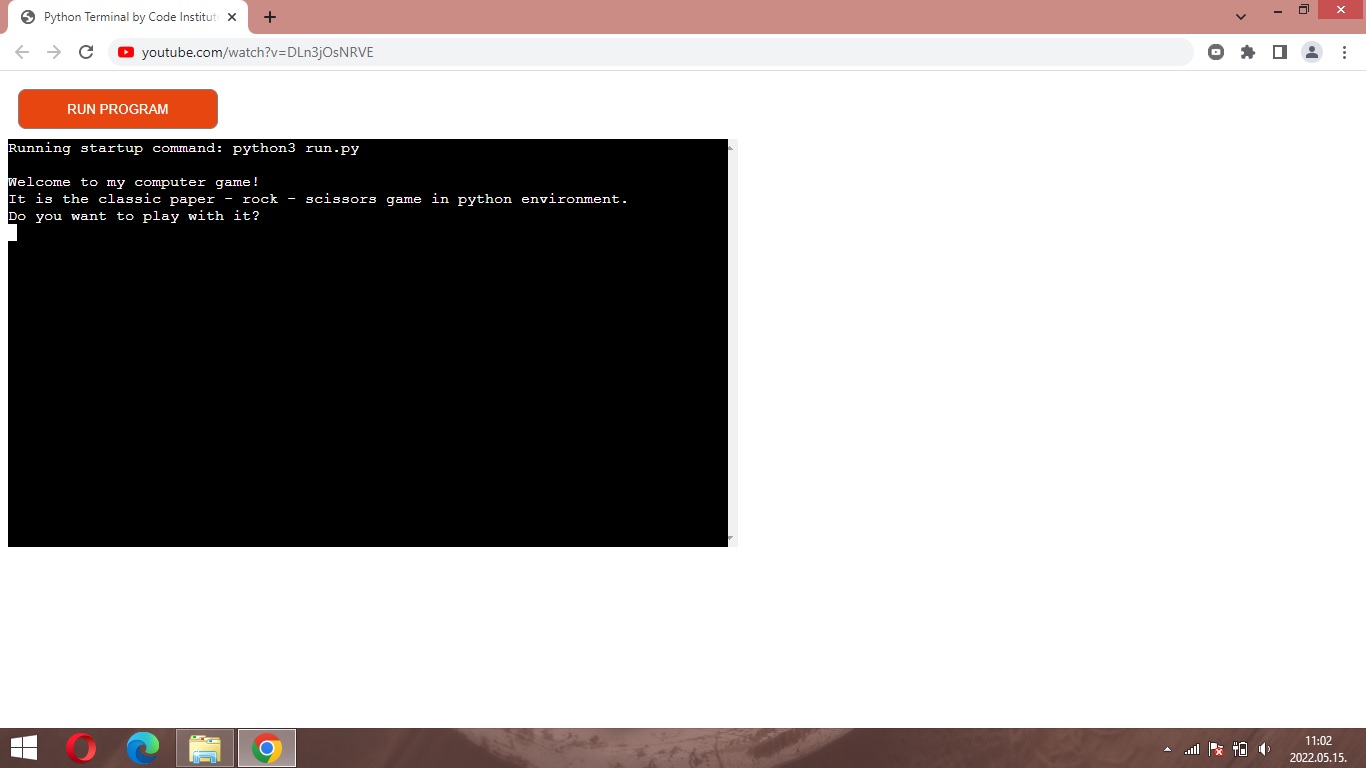 Python Terminal by Code Institut
youtube.com/watch?v=DLn3jOsNRVE
RUN PROGRAM
Running startup command: python3 run.py
Welcome to my computer game!
It is the classic paper - rock - scissors game in python environment.
Do you want to play with it?
11:02
2022.05.15.